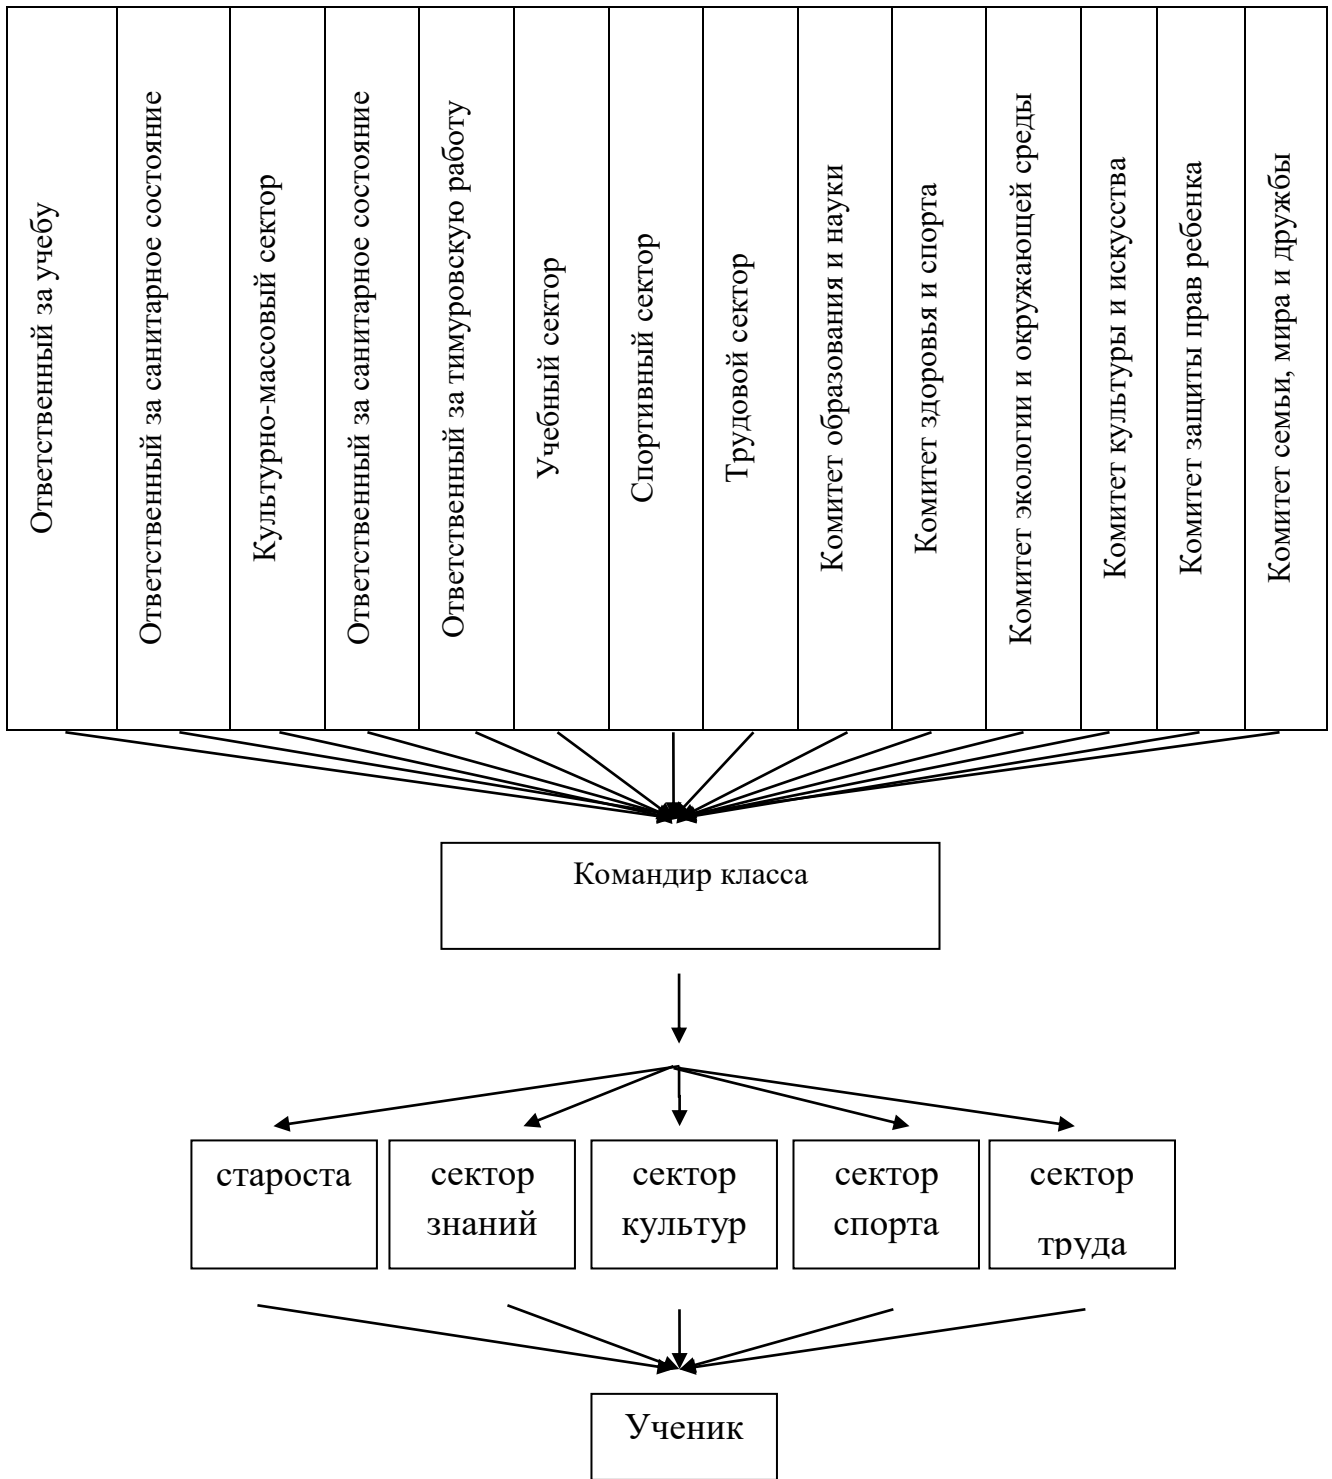 Ответственный за учебу
Ответственный за санитарное состояние
Культурно-массовый сектор
Ответственный за санитарное состояние
Ответственный за тимуровскую работу
Учебный сектор
Спортивный сектор
Трудовой сектор
Комитет образования и науки
Комитет здоровья и спорта
Комитет экологии и окружающей среды
Комитет культуры и искусства
Комитет защиты прав ребенка
Комитет семьи, мира и дружбы
Командир класса
староста
сектор
знаний
сектор
культур
сектор
спорта
сектор
труда
Ученик